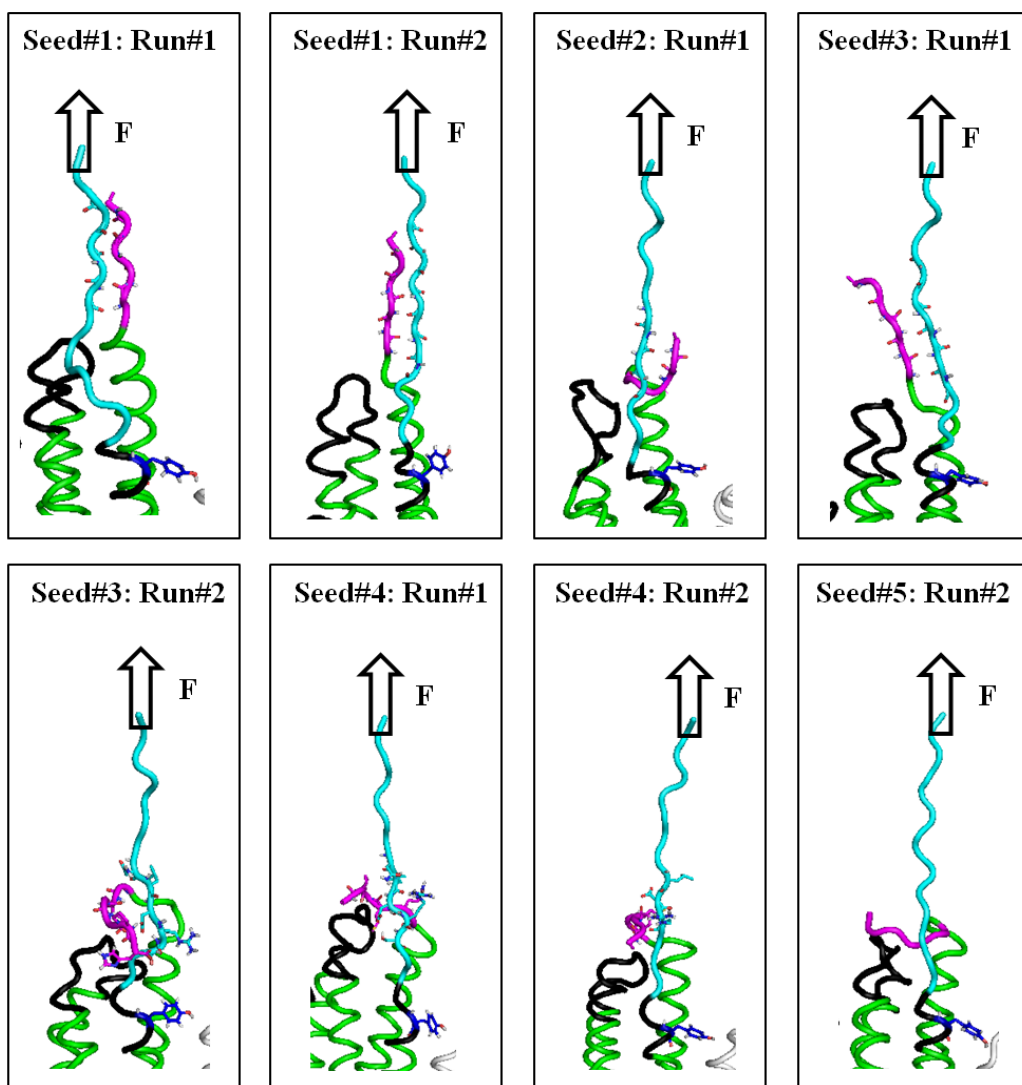 Seed#1: Run#1
F
Seed#1: Run#2
F
Seed#2: Run#1
F
Seed#3: Run#1
F
Seed#3: Run#2
F
Seed#4: Run#1
F
Seed#4: Run#2
F
Seed#5: Run#2
F